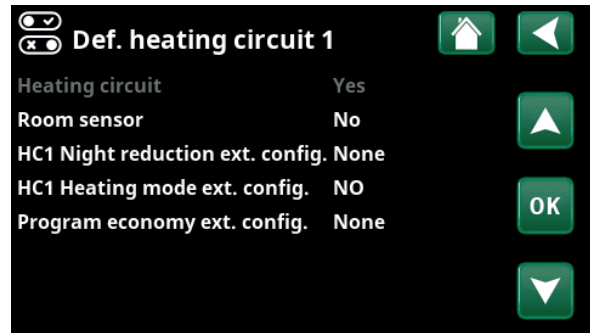 Def. heating circuit 1
Heating circuit Yes
Room sensor No
HC1 Night reduction ext. config. None
HC1 Heating mode ext. config. NO
Program economy ext. config. None
OK